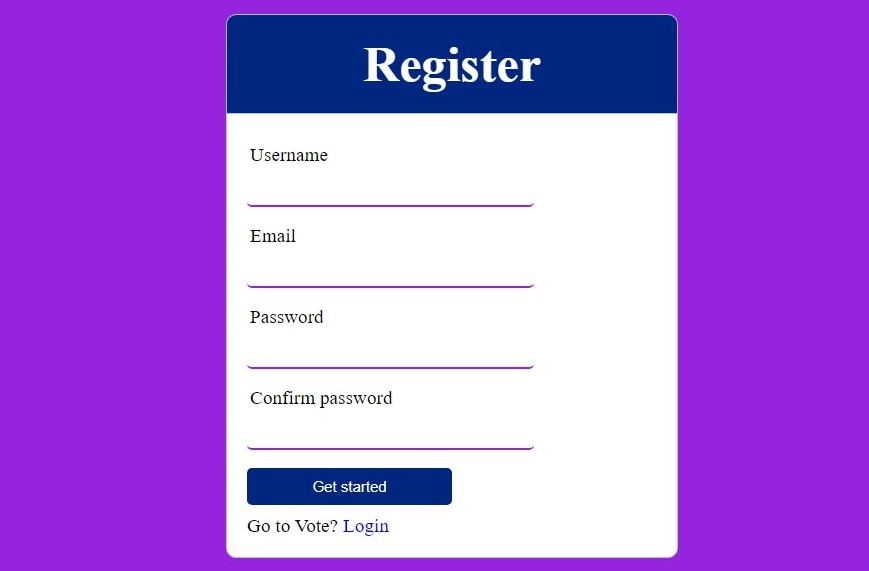 Register
Username
Email
Password
Confirm password
Get started
Go to Vote? Login